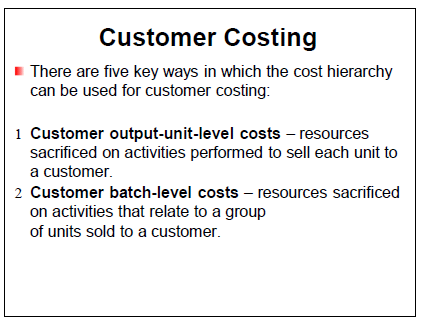 Customer Costing
There are five key ways in which the cost hierarchy
can be used for customer costing:
1 Customer output-unit-level costs – resources
sacrificed on activities performed to sell each unit to
a customer.
2 Customer batch-level costs – resources sacrificed
on activities that relate to a group
of units sold to a customer.